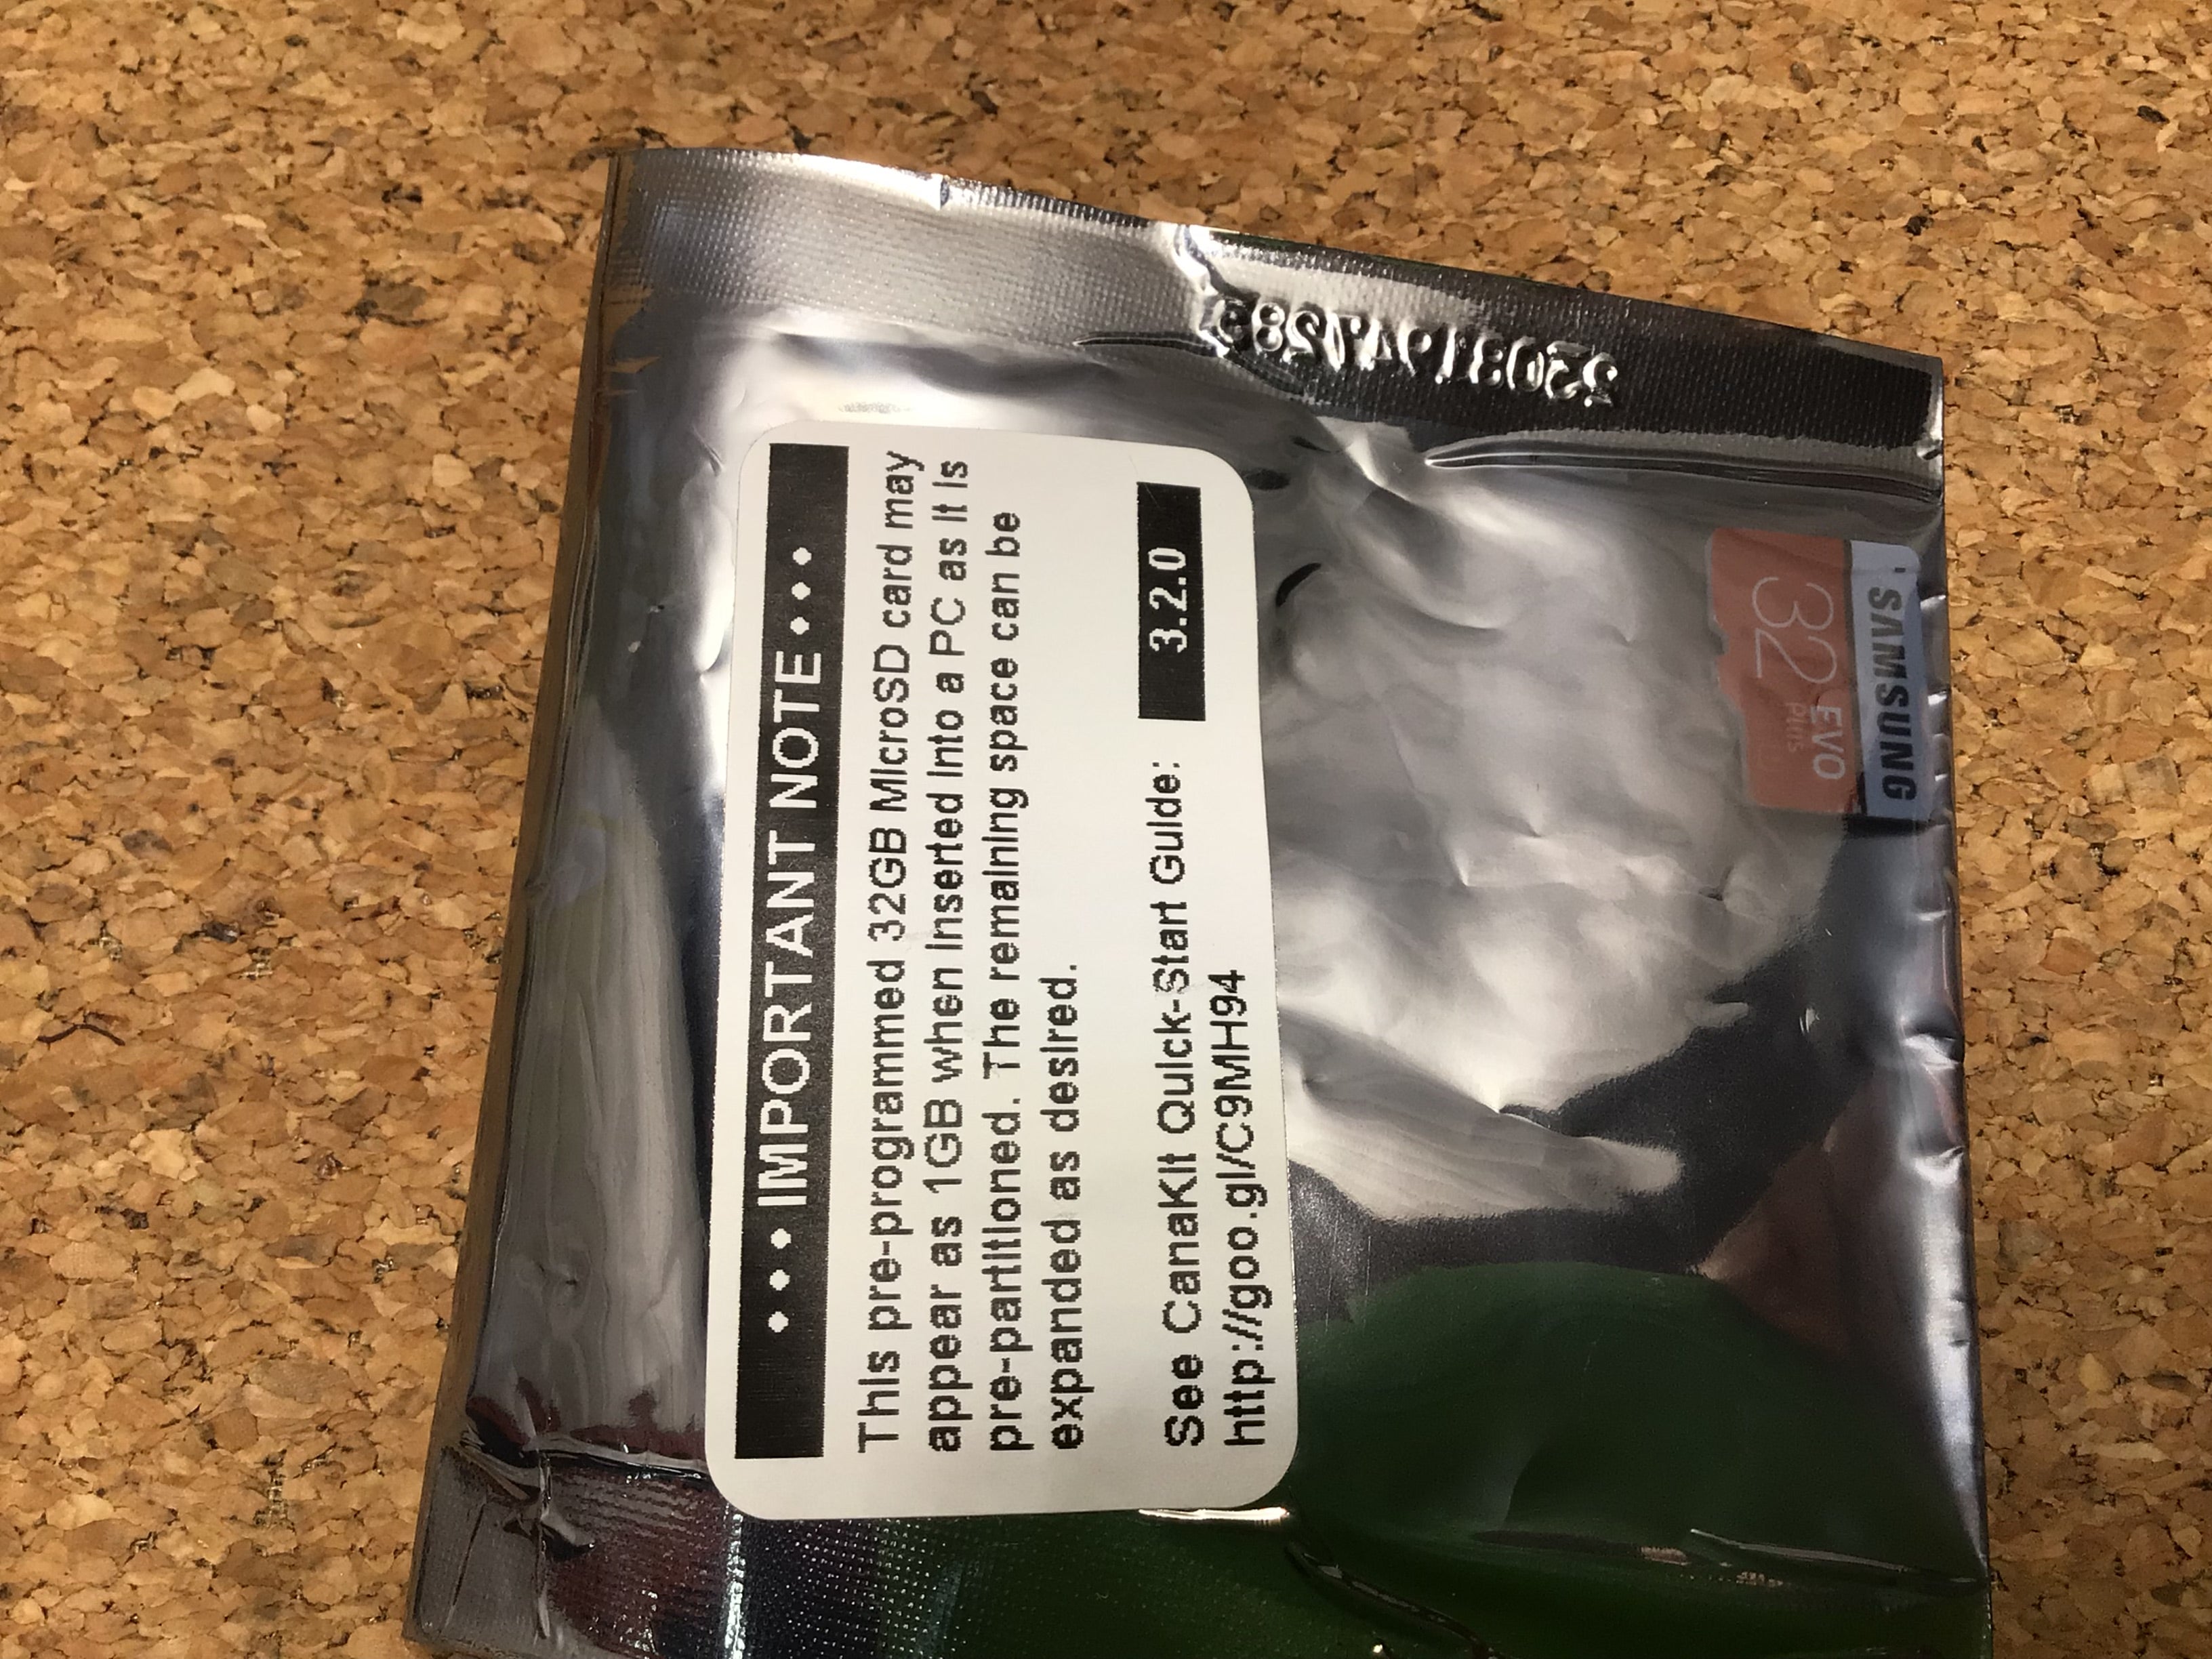 ••• IMPORTANT NOTE •••
This pre-programmed 32GB MicroSD card may
appear as 1GB when inserted into a PC as it is
pre-partitioned. The remaining space can be
expanded as desired.
3.2.0
See CanaKit Quick-Start Guide:
http://goo.gl/C9MH94
SAMSUNG
32 EVO
Plus